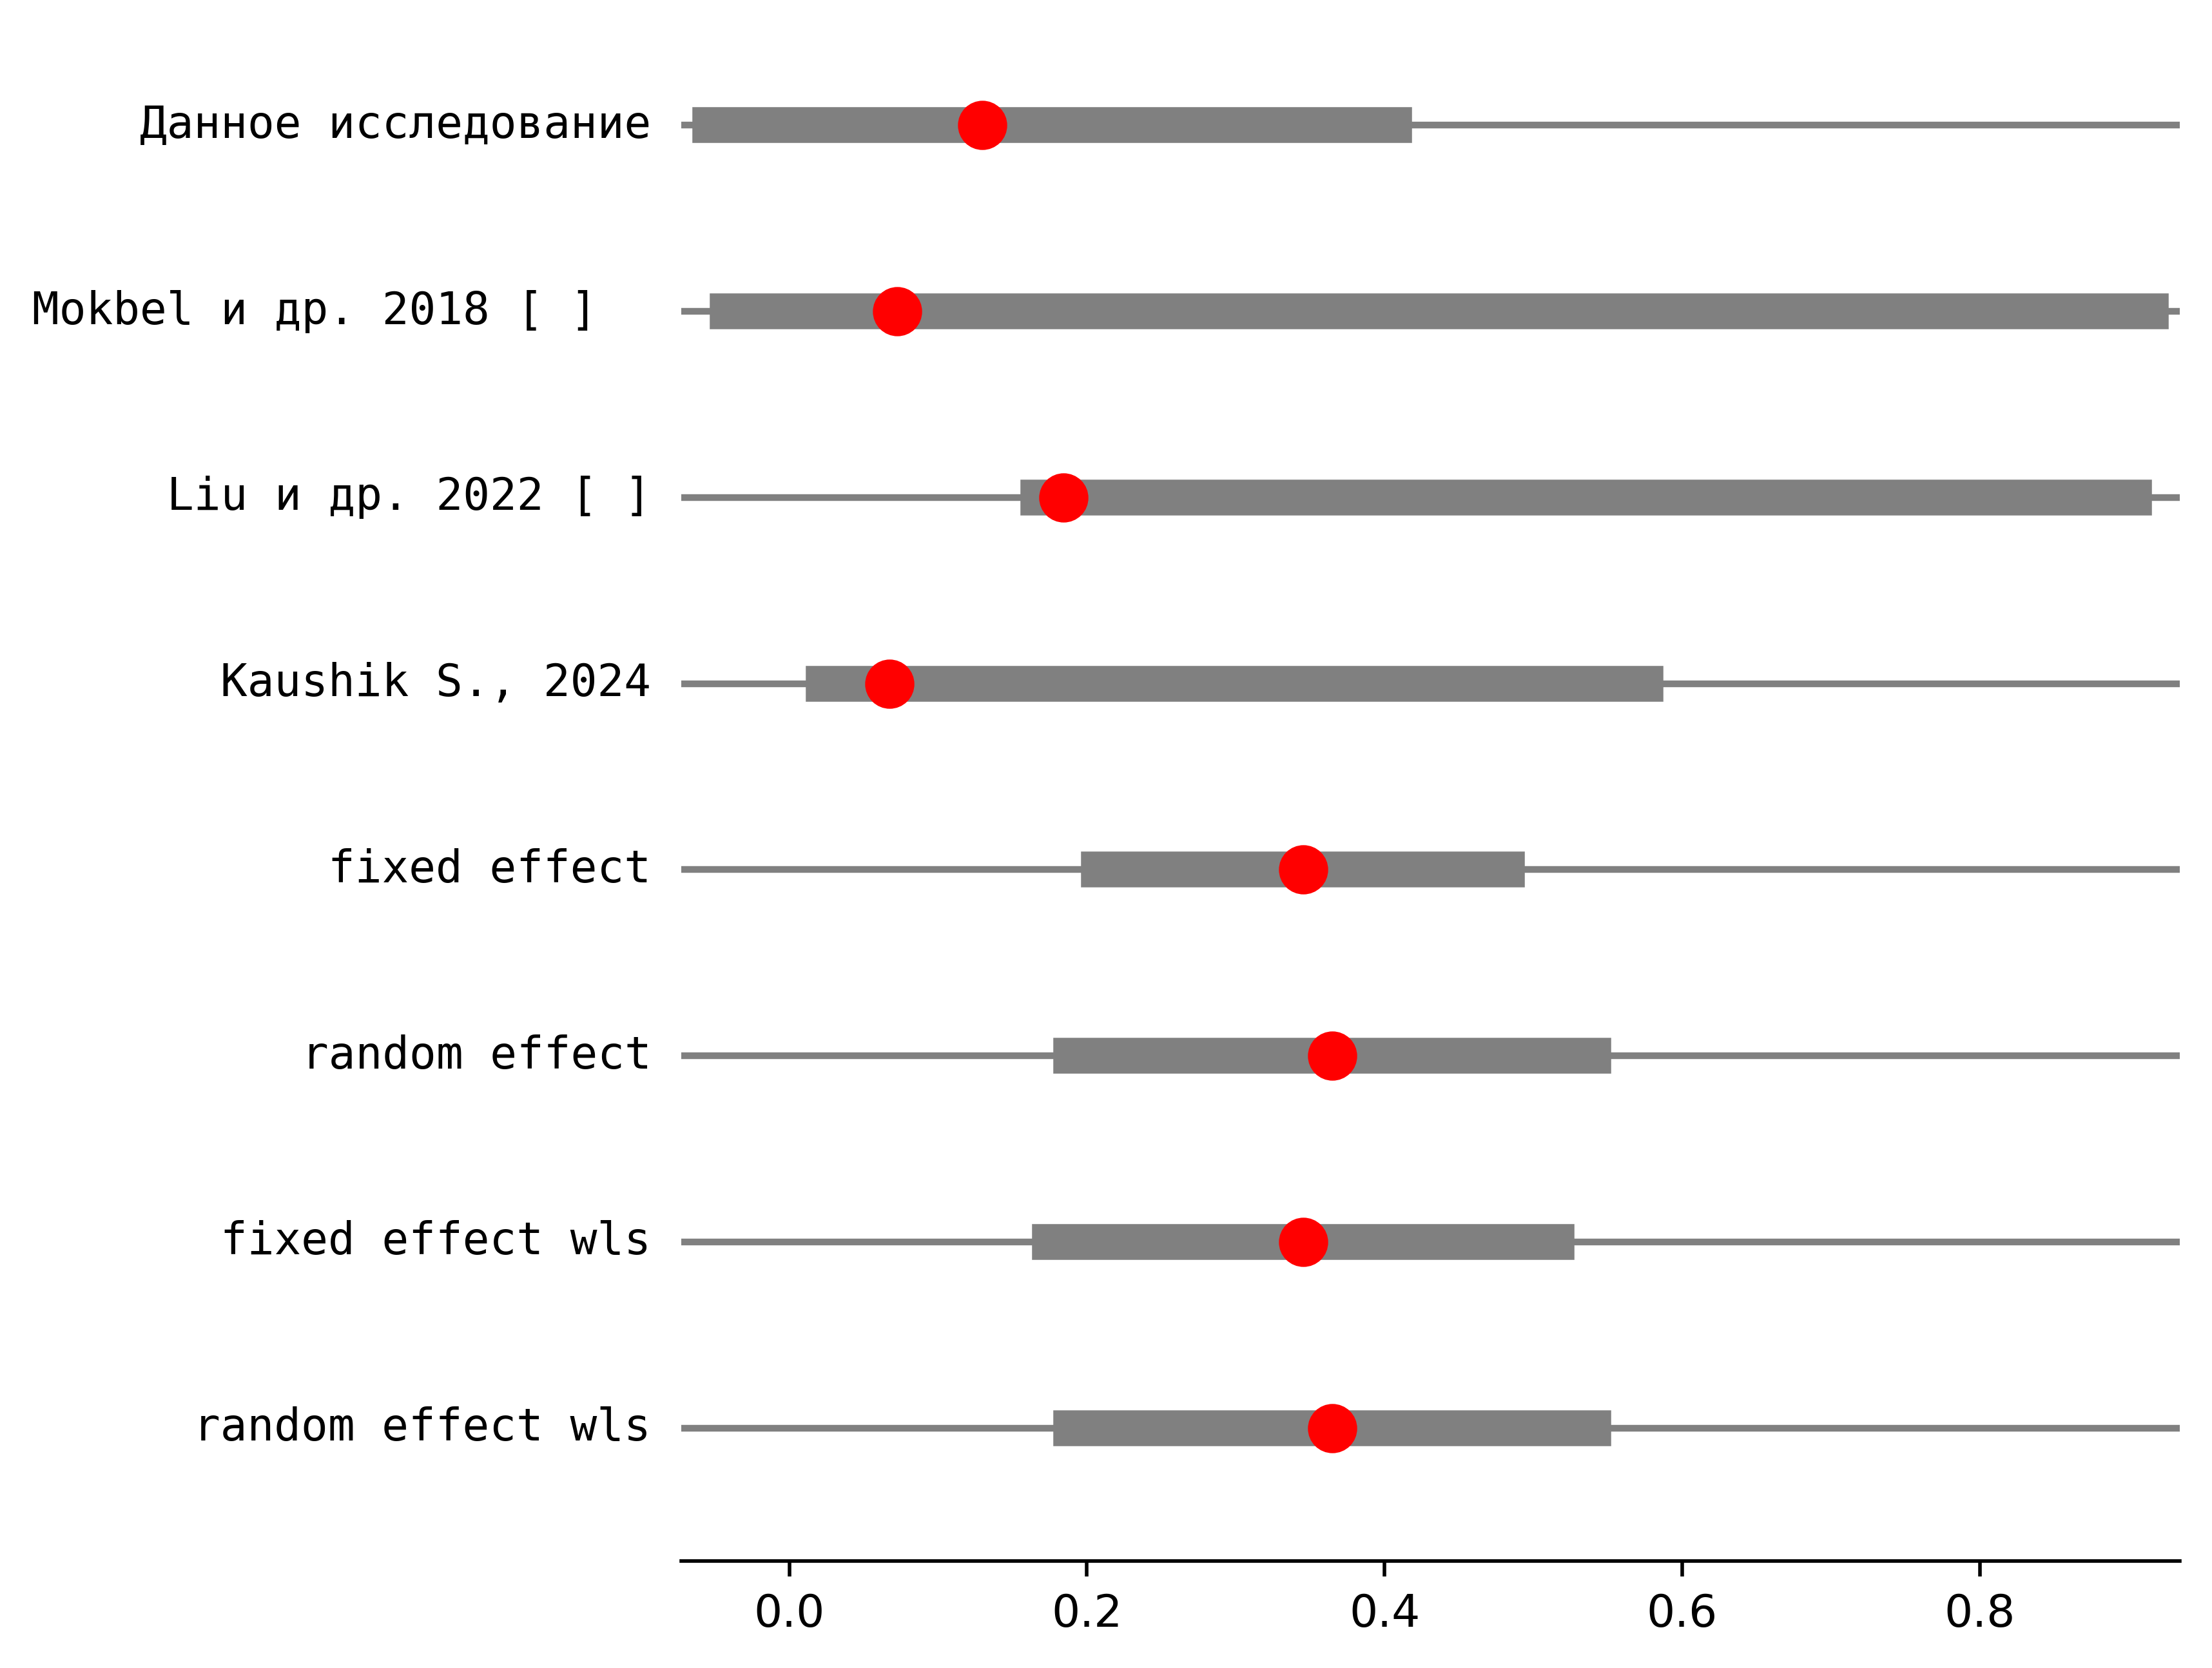 Данное исследование
Mokbel и др. 2018 [ ]
Liu и др. 2022 [ ]
Kaushik S., 2024
fixed effect
random effect
fixed effect wls
random effect wls
0.0 0.2 0.4 0.6 0.8